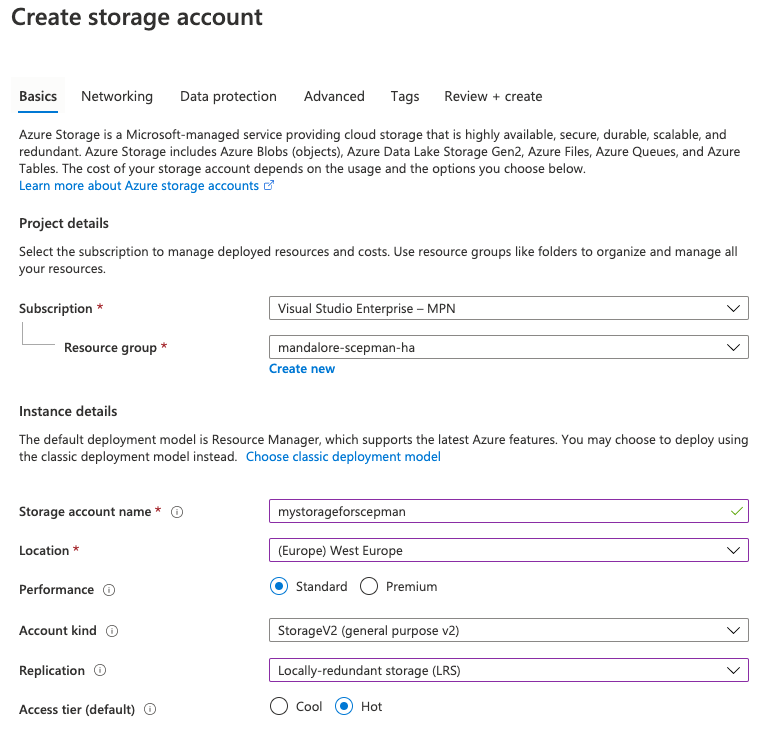 Create storage account
Basics Networking Data protection Advanced Tags Review + create
Azure Storage is a Microsoft-managed service providing cloud storage that is highly available, secure, durable, scalable, and
redundant. Azure Storage includes Azure Blobs (objects), Azure Data Lake Storage Gen2, Azure Files, Azure Queues, and Azure
Tables. The cost of your storage account depends on the usage and the options you choose below.
Learn more about Azure storage accounts
Project details
Select the subscription to manage deployed resources and costs. Use resource groups like folders to organize and manage all
your resources.
Subscription * Visual Studio Enterprise – MPN
Resource group * mandalore-scepman-ha
Create new
Instance details
The default deployment model is Resource Manager, which supports the latest Azure features. You may choose to deploy using
the classic deployment model instead. Choose classic deployment model
Storage account name * mystorageforscepman
Location * (Europe) West Europe
Performance Standard Premium
Account kind StorageV2 (general purpose v2)
Replication Locally-redundant storage (LRS)
Access tier (default) Cool Hot